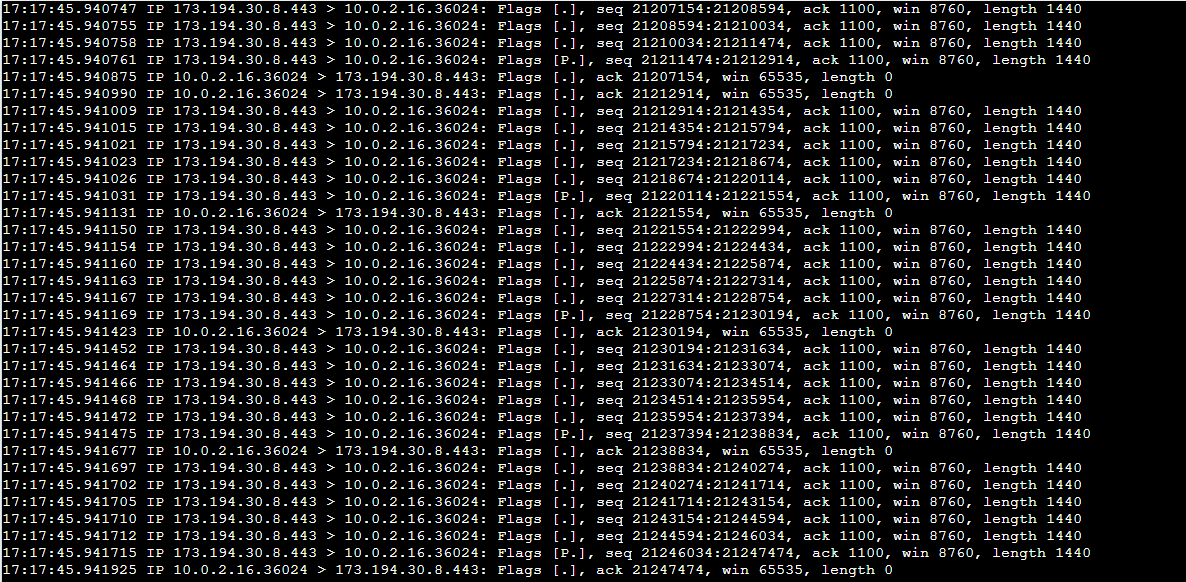 17:17:45.940747 IP 173.194.30.8.443 > 10.0.2.16.36024: Flags [.], seq 21207154:21208594, ack 1100, win 8760, length 1440
17:17:45.940755 IP 173.194.30.8.443 > 10.0.2.16.36024: Flags [.], seq 21208594:21210034, ack 1100, win 8760, length 1440
17:17:45.940758 IP 173.194.30.8.443 > 10.0.2.16.36024: Flags [.], seq 21210034:21211474, ack 1100, win 8760, length 1440
17:17:45.940761 IP 173.194.30.8.443 > 10.0.2.16.36024: Flags [P.], seq 21211474:21212914, ack 1100, win 8760, length 1440
17:17:45.940875 IP 10.0.2.16.36024 > 173.194.30.8.443: Flags [.], ack 21207154, win 65535, length 0
17:17:45.940990 IP 10.0.2.16.36024 > 173.194.30.8.443: Flags [.], ack 21212914, win 65535, length 0
17:17:45.941009 IP 173.194.30.8.443 > 10.0.2.16.36024: Flags [.], seq 21212914:21214354, ack 1100, win 8760, length 1440
17:17:45.941015 IP 173.194.30.8.443 > 10.0.2.16.36024: Flags [.], seq 21214354:21215794, ack 1100, win 8760, length 1440
17:17:45.941021 IP 173.194.30.8.443 > 10.0.2.16.36024: Flags [.], seq 21215794:21217234, ack 1100, win 8760, length 1440
17:17:45.941023 IP 173.194.30.8.443 > 10.0.2.16.36024: Flags [.], seq 21217234:21218674, ack 1100, win 8760, length 1440
17:17:45.941026 IP 173.194.30.8.443 > 10.0.2.16.36024: Flags [.], seq 21218674:21220114, ack 1100, win 8760, length 1440
17:17:45.941031 IP 173.194.30.8.443 > 10.0.2.16.36024: Flags [P.], seq 21220114:21221554, ack 1100, win 8760, length 1440
17:17:45.941131 IP 10.0.2.16.36024 > 173.194.30.8.443: Flags [.], ack 21221554, win 65535, length 0
17:17:45.941150 IP 173.194.30.8.443 > 10.0.2.16.36024: Flags [.], seq 21221554:21222994, ack 1100, win 8760, length 1440
17:17:45.941154 IP 173.194.30.8.443 > 10.0.2.16.36024: Flags [.], seq 21222994:21224434, ack 1100, win 8760, length 1440
17:17:45.941160 IP 173.194.30.8.443 > 10.0.2.16.36024: Flags [.], seq 21224434:21225874, ack 1100, win 8760, length 1440
17:17:45.941163 IP 173.194.30.8.443 > 10.0.2.16.36024: Flags [.], seq 21225874:21227314, ack 1100, win 8760, length 1440
17:17:45.941167 IP 173.194.30.8.443 > 10.0.2.16.36024: Flags [.], seq 21227314:21228754, ack 1100, win 8760, length 1440
17:17:45.941169 IP 173.194.30.8.443 > 10.0.2.16.36024: Flags [P.], seq 21228754:21230194, ack 1100, win 8760, length 1440
17:17:45.941423 IP 10.0.2.16.36024 > 173.194.30.8.443: Flags [.], ack 21230194, win 65535, length 0
17:17:45.941452 IP 173.194.30.8.443 > 10.0.2.16.36024: Flags [.], seq 21230194:21231634, ack 1100, win 8760, length 1440
17:17:45.941464 IP 173.194.30.8.443 > 10.0.2.16.36024: Flags [.], seq 21231634:21233074, ack 1100, win 8760, length 1440
17:17:45.941466 IP 173.194.30.8.443 > 10.0.2.16.36024: Flags [.], seq 21233074:21234514, ack 1100, win 8760, length 1440
17:17:45.941468 IP 173.194.30.8.443 > 10.0.2.16.36024: Flags [.], seq 21234514:21235954, ack 1100, win 8760, length 1440
17:17:45.941472 IP 173.194.30.8.443 > 10.0.2.16.36024: Flags [.], seq 21235954:21237394, ack 1100, win 8760, length 1440
17:17:45.941475 IP 173.194.30.8.443 > 10.0.2.16.36024: Flags [P.], seq 21237394:21238834, ack 1100, win 8760, length 1440
17:17:45.941677 IP 10.0.2.16.36024 > 173.194.30.8.443: Flags [.], ack 21238834, win 65535, length 0
17:17:45.941697 IP 173.194.30.8.443 > 10.0.2.16.36024: Flags [.], seq 21238834:21240274, ack 1100, win 8760, length 1440
17:17:45.941702 IP 173.194.30.8.443 > 10.0.2.16.36024: Flags [.], seq 21240274:21241714, ack 1100, win 8760, length 1440
17:17:45.941705 IP 173.194.30.8.443 > 10.0.2.16.36024: Flags [.], seq 21241714:21243154, ack 1100, win 8760, length 1440
17:17:45.941710 IP 173.194.30.8.443 > 10.0.2.16.36024: Flags [.], seq 21243154:21244594, ack 1100, win 8760, length 1440
17:17:45.941712 IP 173.194.30.8.443 > 10.0.2.16.36024: Flags [.], seq 21244594:21246034, ack 1100, win 8760, length 1440
17:17:45.941715 IP 173.194.30.8.443 > 10.0.2.16.36024: Flags [P.], seq 21246034:21247474, ack 1100, win 8760, length 1440
17:17:45.941925 IP 10.0.2.16.36024 > 173.194.30.8.443: Flags [.], ack 21247474, win 65535, length 0